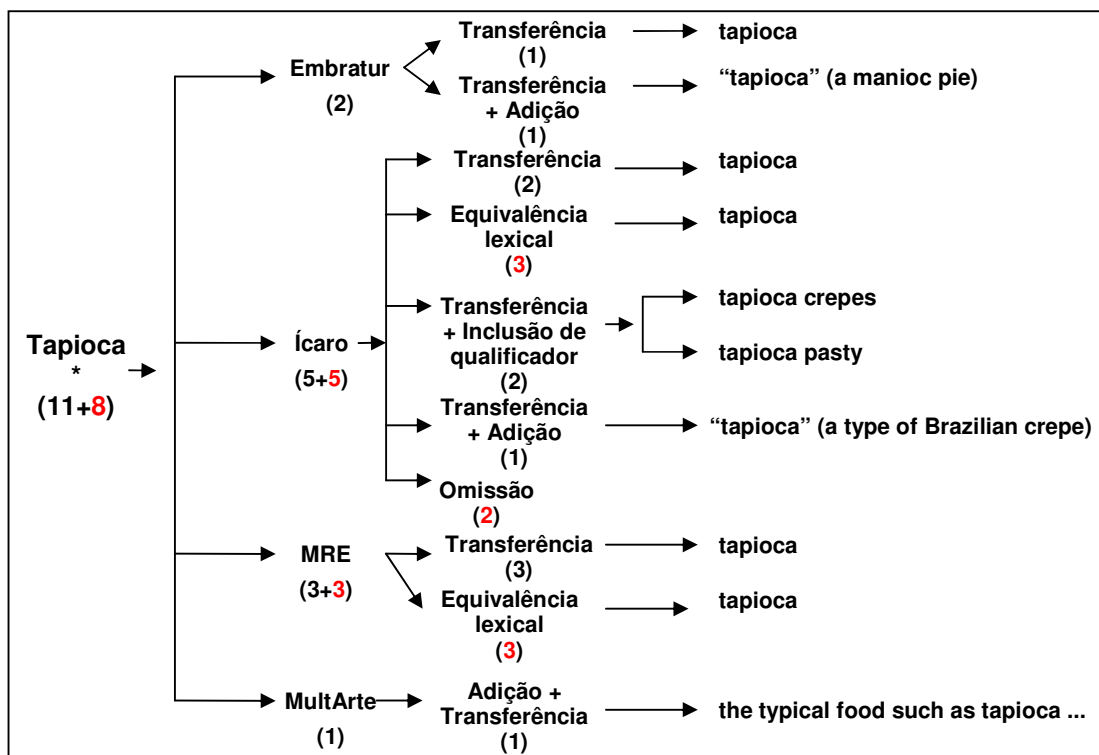 Tapioca
*
(11+8)
Embratur
(2)
Transferência
(1)
tapioca
Transferência
+ Adição
(1)
“tapioca” (a manioc pie)
Ícaro
(5+5)
Transferência
(2)
tapioca
Equivalência
lexical
(3)
tapioca
Transferência
+ Inclusão de
qualificador
(2)
tapioca crepes
tapioca pasty
Transferência
+ Adição
(1)
“tapioca” (a type of Brazilian crepe)
Omissão
(2)
MRE
(3+3)
Transferência
(3)
tapioca
Equivalência
lexical
(3)
tapioca
MultArte
(1)
Adição +
Transferência
(1)
the typical food such as tapioca ...